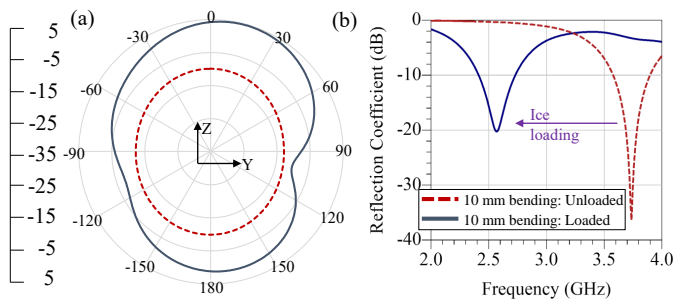 (a)
5
5
-5
-15
-25
-35
-25
-15
-5
5
0
30
60
90
120
150
180
-150
-120
-90
-60
-30
Z
Y
(b)
Reflection Coefficient (dB)
0
-10
-20
-30
-40
Ice
loading
10 mm bending: Unloaded
10 mm bending: Loaded
2.0 2.5 3.0 3.5 4.0
Frequency (GHz)